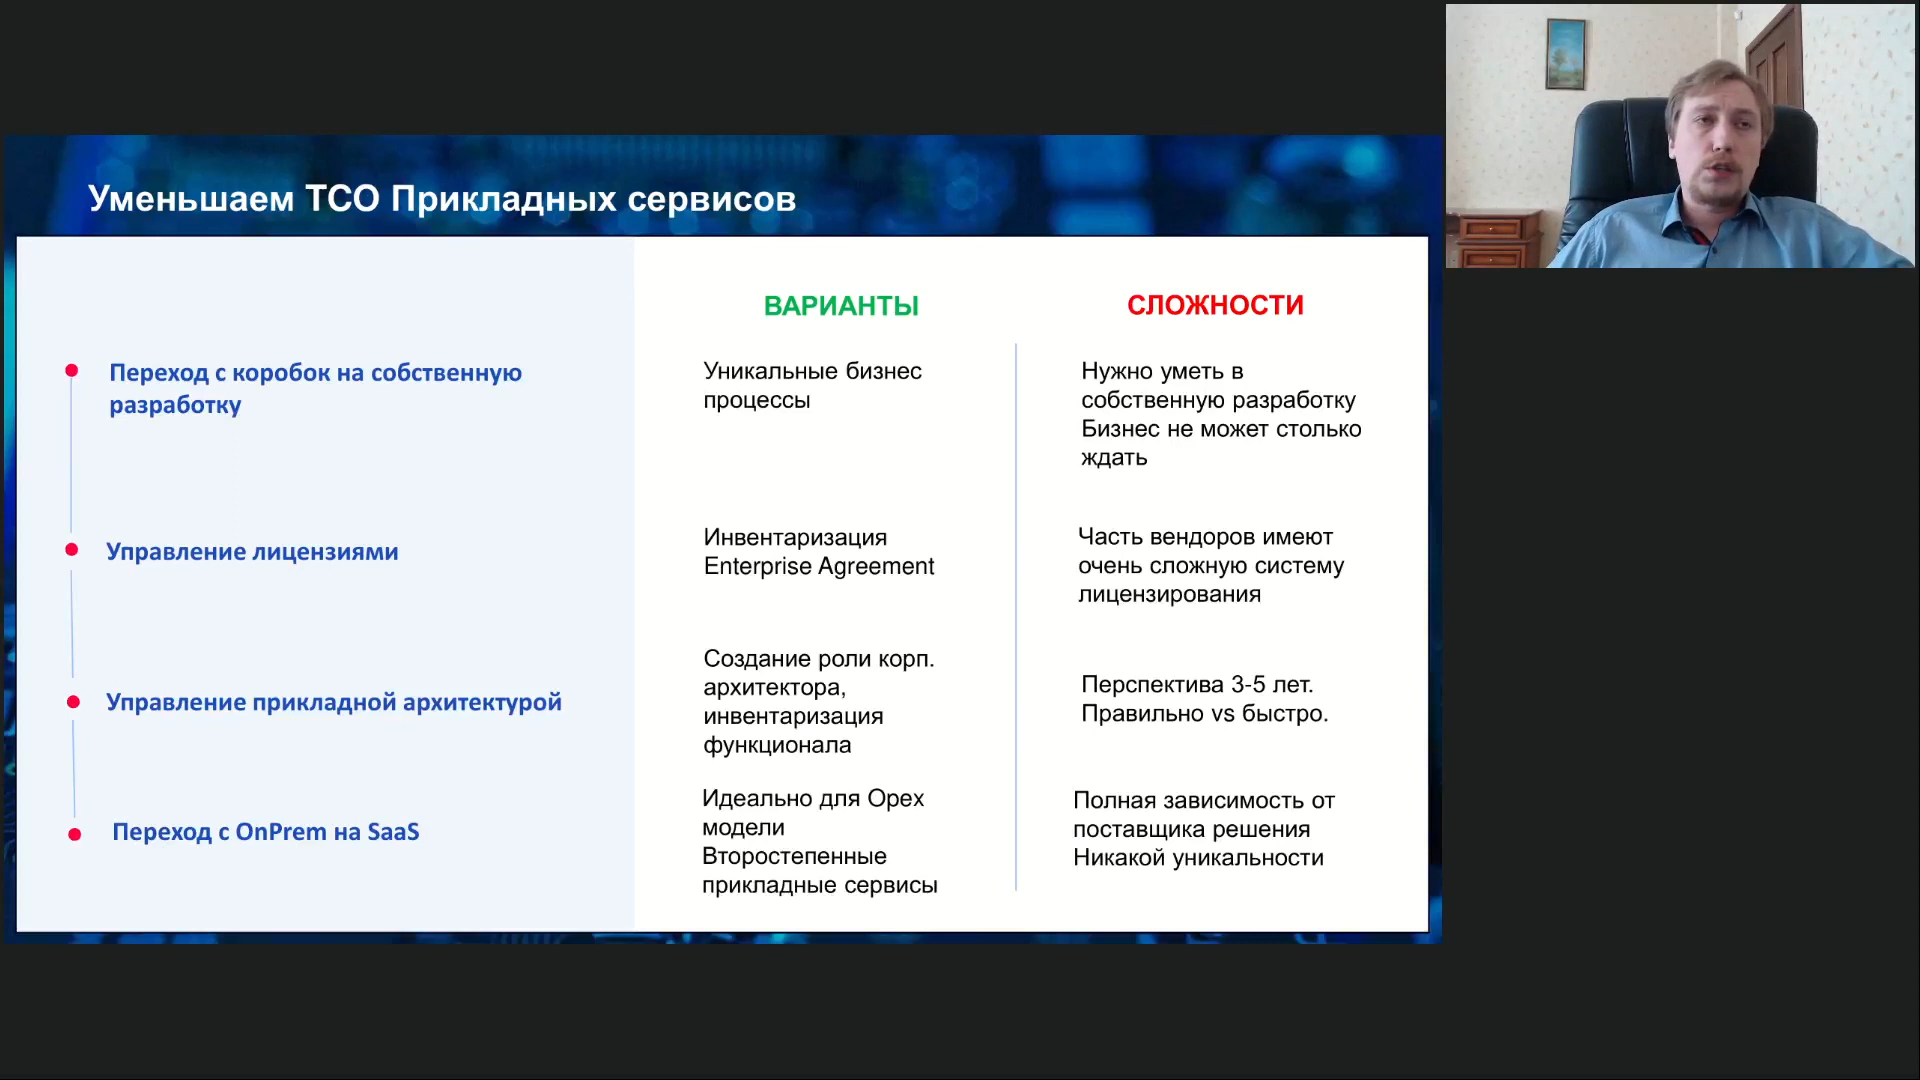 Уменьшаем TCO Прикладных сервисов
ВАРИАНТЫ
СЛОЖНОСТИ
Переход с коробок на собственную
разработку
Уникальные бизнес
процессы
Нужно уметь в
собственную разработку
Бизнес не может столько
ждать
Управление лицензиями
Инвентаризация
Enterprise Agreement
Часть вендоров имеют
очень сложную систему
лицензирования
Управление прикладной архитектурой
Создание роли корп.
архитектора,
инвентаризация
функционала
Перспектива 3-5 лет.
Правильно vs быстро.
Переход с OnPrem на SaaS
Идеально для Opex
модели
Второстепенные
прикладные сервисы
Полная зависимость от
поставщика решения
Никакой уникальности